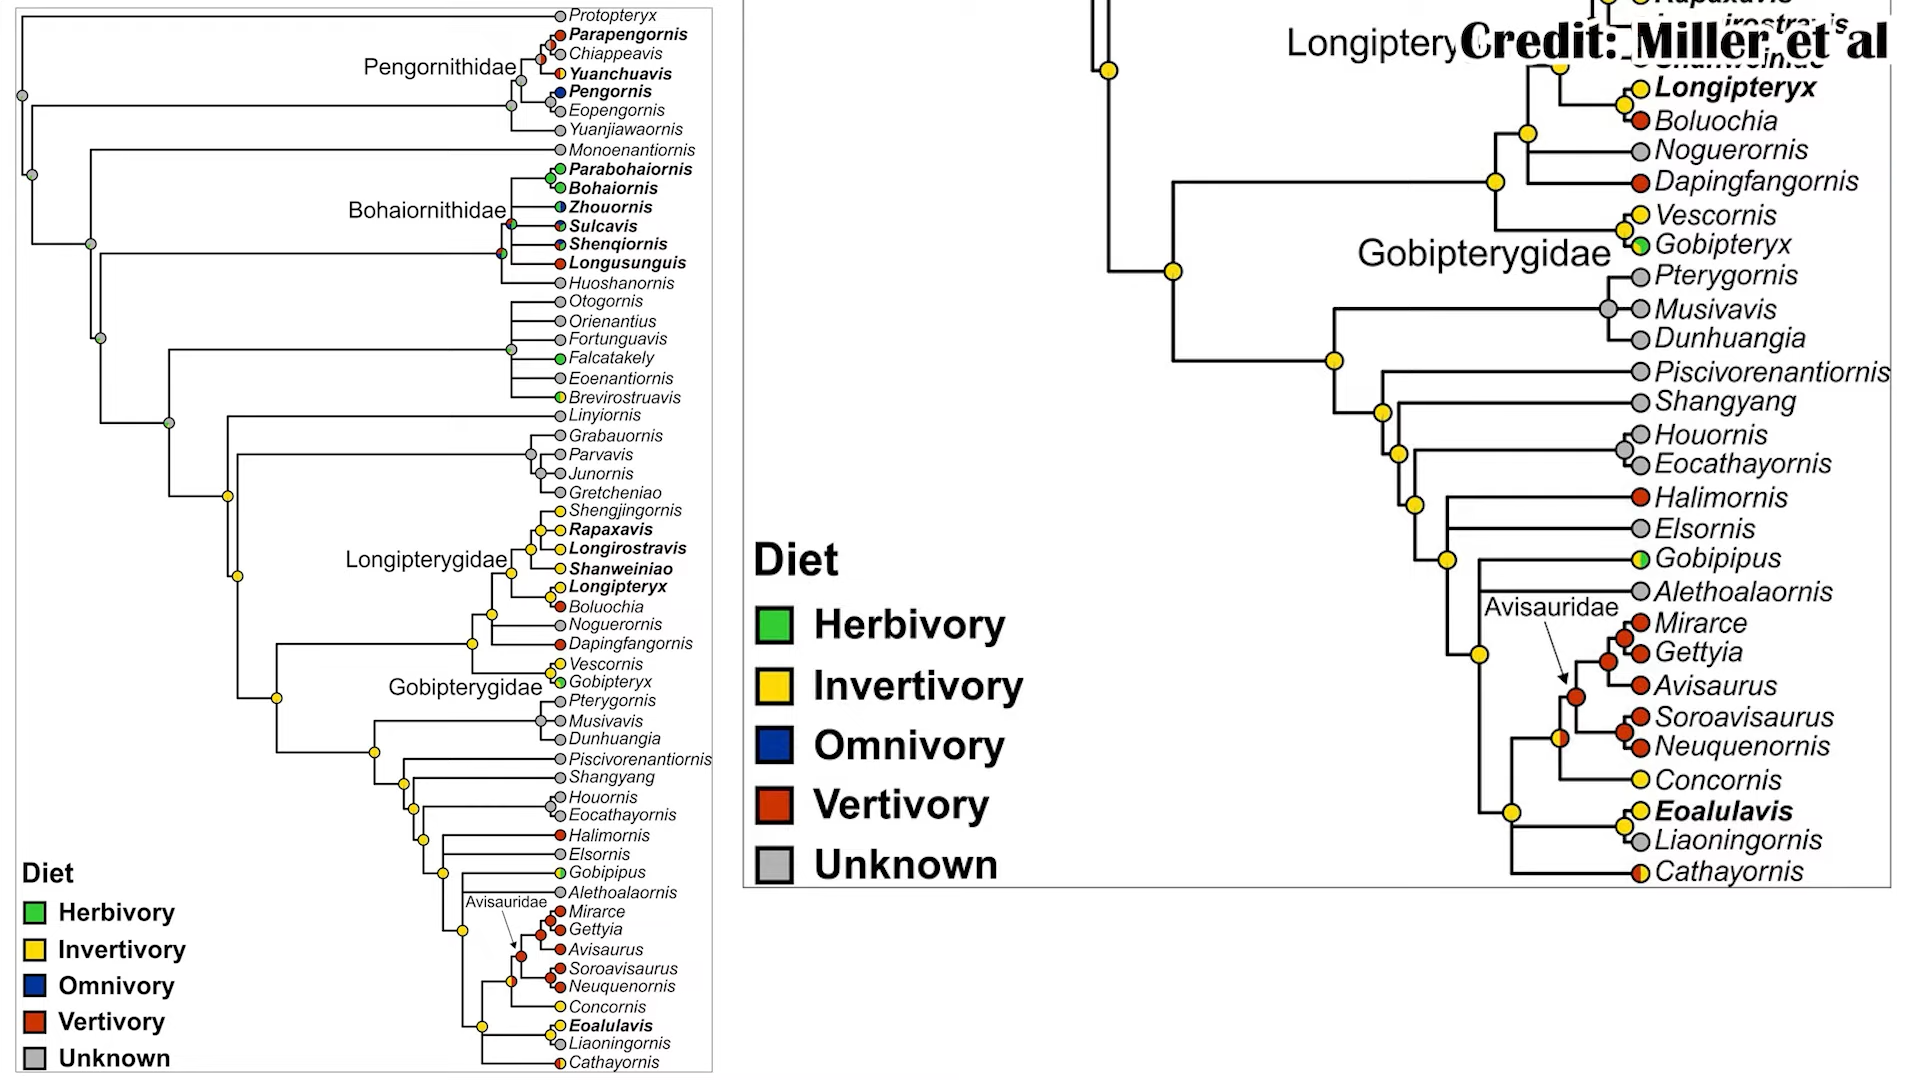 Protopteryx
Parapengornis
Chiappeavis
Pengornithidae
Yuanchuavis
Pengornis
Eopengornis
Yuanjiawaornis
Monoenantiornis
Parabohaiornis
Bohaiornis
Bohaiornithidae
Zhouornis
Sulcavis
Shenqiornis
Longusunguis
Huoshanornis
Otogornis
Orienantius
Fortunguavis
Falcatakely
Eoenantiornis
Brevirostruavis
Linyiornis
Grabauornis
Parvavis
Junornis
Gretcheniao
Shengjingornis
Rapaxavis
Longirostravis
Longipterygidae
Shanweiniao
Longipteryx
Boluochia
Noguerornis
Dapingfangornis
Vescornis
Gobipterygidae
Gobipteryx
Pterygornis
Musivavis
Dunhuangia
Piscivorenantiornis
Shangyang
Houornis
Eocathayornis
Halimornis
Elsornis
Gobipipus
Alethoalaornis
Avisauridae
Mirarce
Gettyia
Avisaurus
Soroavisaurus
Neuquenornis
Concornis
Eoalulavis
Liaoningornis
Cathayornis
Diet
Herbivory
Invertivory
Omnivory
Vertivory
Unknown
Credit: Miller et al
Longiptery
Longipteryx
Boluochia
Noguerornis
Dapingfangornis
Vescornis
Gobipterygidae
Gobipteryx
Pterygornis
Musivavis
Dunhuangia
Piscivorenantiornis
Shangyang
Houornis
Eocathayornis
Halimornis
Elsornis
Gobipipus
Alethoalaornis
Avisauridae
Mirarce
Gettyia
Avisaurus
Soroavisaurus
Neuquenornis
Concornis
Eoalulavis
Liaoningornis
Cathayornis
Diet
Herbivory
Invertivory
Omnivory
Vertivory
Unknown